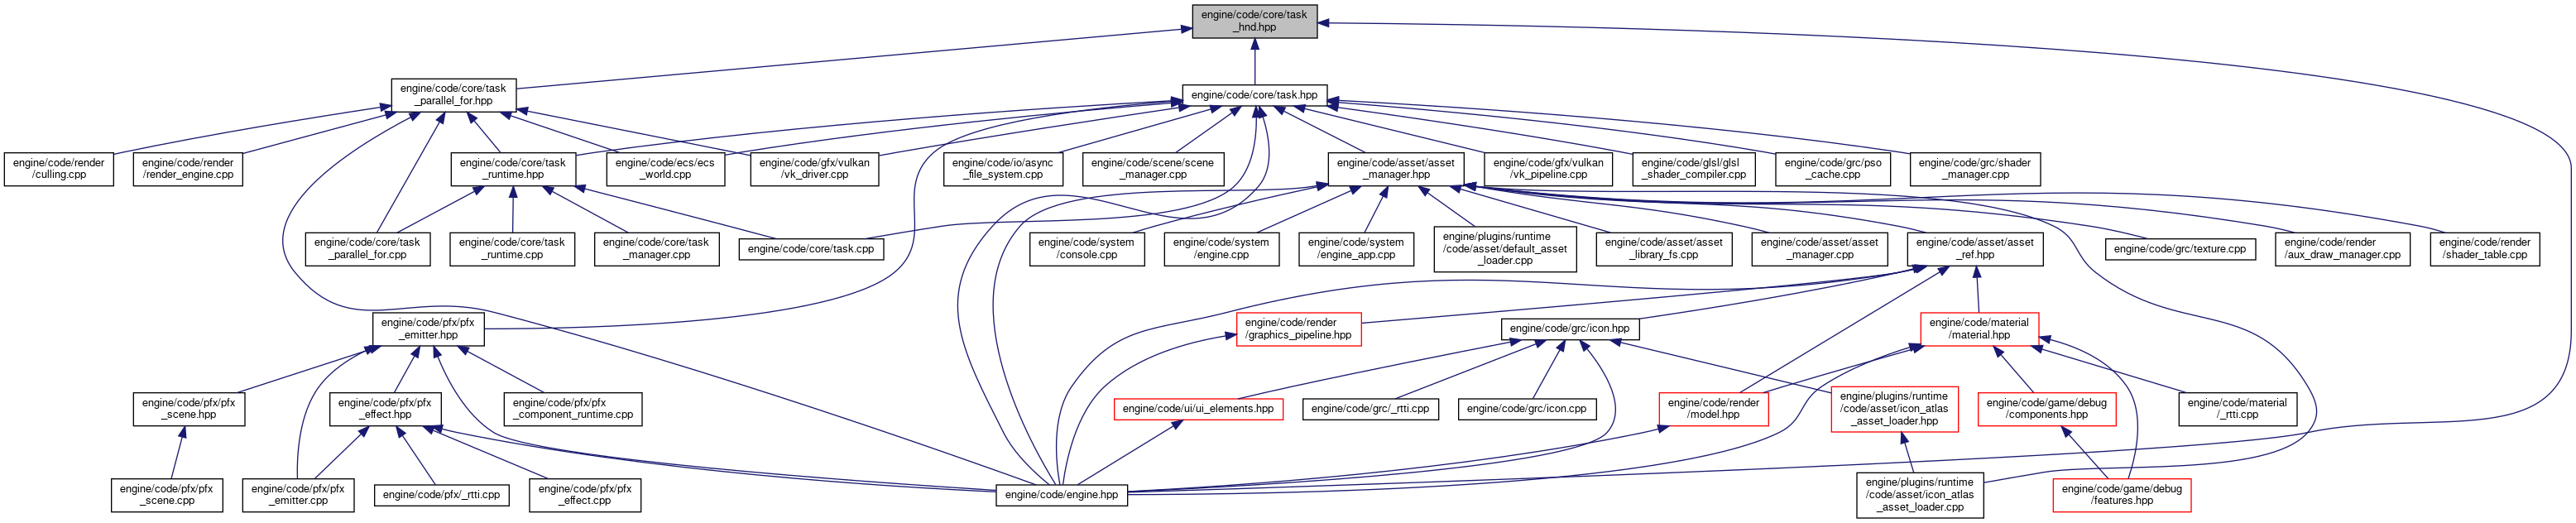 engine/code/core/task
_hnd.hpp
engine/code/core/task
_parallel_for.hpp
engine/code/core/task.hpp
engine/code/render
/culling.cpp
engine/code/render
/render_engine.cpp
engine/code/core/task
_runtime.hpp
engine/code/ecs/ecs
_world.cpp
engine/code/gfx/vulkan
/vk_driver.cpp
engine/code/io/async
_file_system.cpp
engine/code/scene/scene
_manager.cpp
engine/code/asset/asset
_manager.hpp
engine/code/gfx/vulkan
/vk_pipeline.cpp
engine/code/glsl/glsl
_shader_compiler.cpp
engine/code/grc/pso
_cache.cpp
engine/code/grc/shader
_manager.cpp
engine/code/core/task
_parallel_for.cpp
engine/code/core/task
_runtime.cpp
engine/code/core/task
_manager.cpp
engine/code/core/task.cpp
engine/code/system
/console.cpp
engine/code/system
/engine.cpp
engine/code/system
/engine_app.cpp
engine/plugins/runtime
/code/asset/default_asset
_loader.cpp
engine/code/asset/asset
_library_fs.cpp
engine/code/asset/asset
_manager.cpp
engine/code/asset/asset
_ref.hpp
engine/code/grc/texture.cpp
engine/code/render
/aux_draw_manager.cpp
engine/code/render
/shader_table.cpp
engine/code/pfx/pfx
_emitter.hpp
engine/code/render
/graphics_pipeline.hpp
engine/code/grc/icon.hpp
engine/code/material
/material.hpp
engine/code/pfx/pfx
_scene.hpp
engine/code/pfx/pfx
_effect.hpp
engine/code/pfx/pfx
_component_runtime.cpp
engine/code/ui/ui_elements.hpp
engine/code/grc/_rtti.cpp
engine/code/grc/icon.cpp
engine/code/render
/model.hpp
engine/plugins/runtime
/code/asset/icon_atlas
_asset_loader.hpp
engine/code/game/debug
/components.hpp
engine/code/material
/_rtti.cpp
engine/code/pfx/pfx
_scene.cpp
engine/code/pfx/pfx
_emitter.cpp
engine/code/pfx/_rtti.cpp
engine/code/pfx/pfx
_effect.cpp
engine/code/engine.hpp
engine/plugins/runtime
/code/asset/icon_atlas
_asset_loader.cpp
engine/code/game/debug
/features.hpp